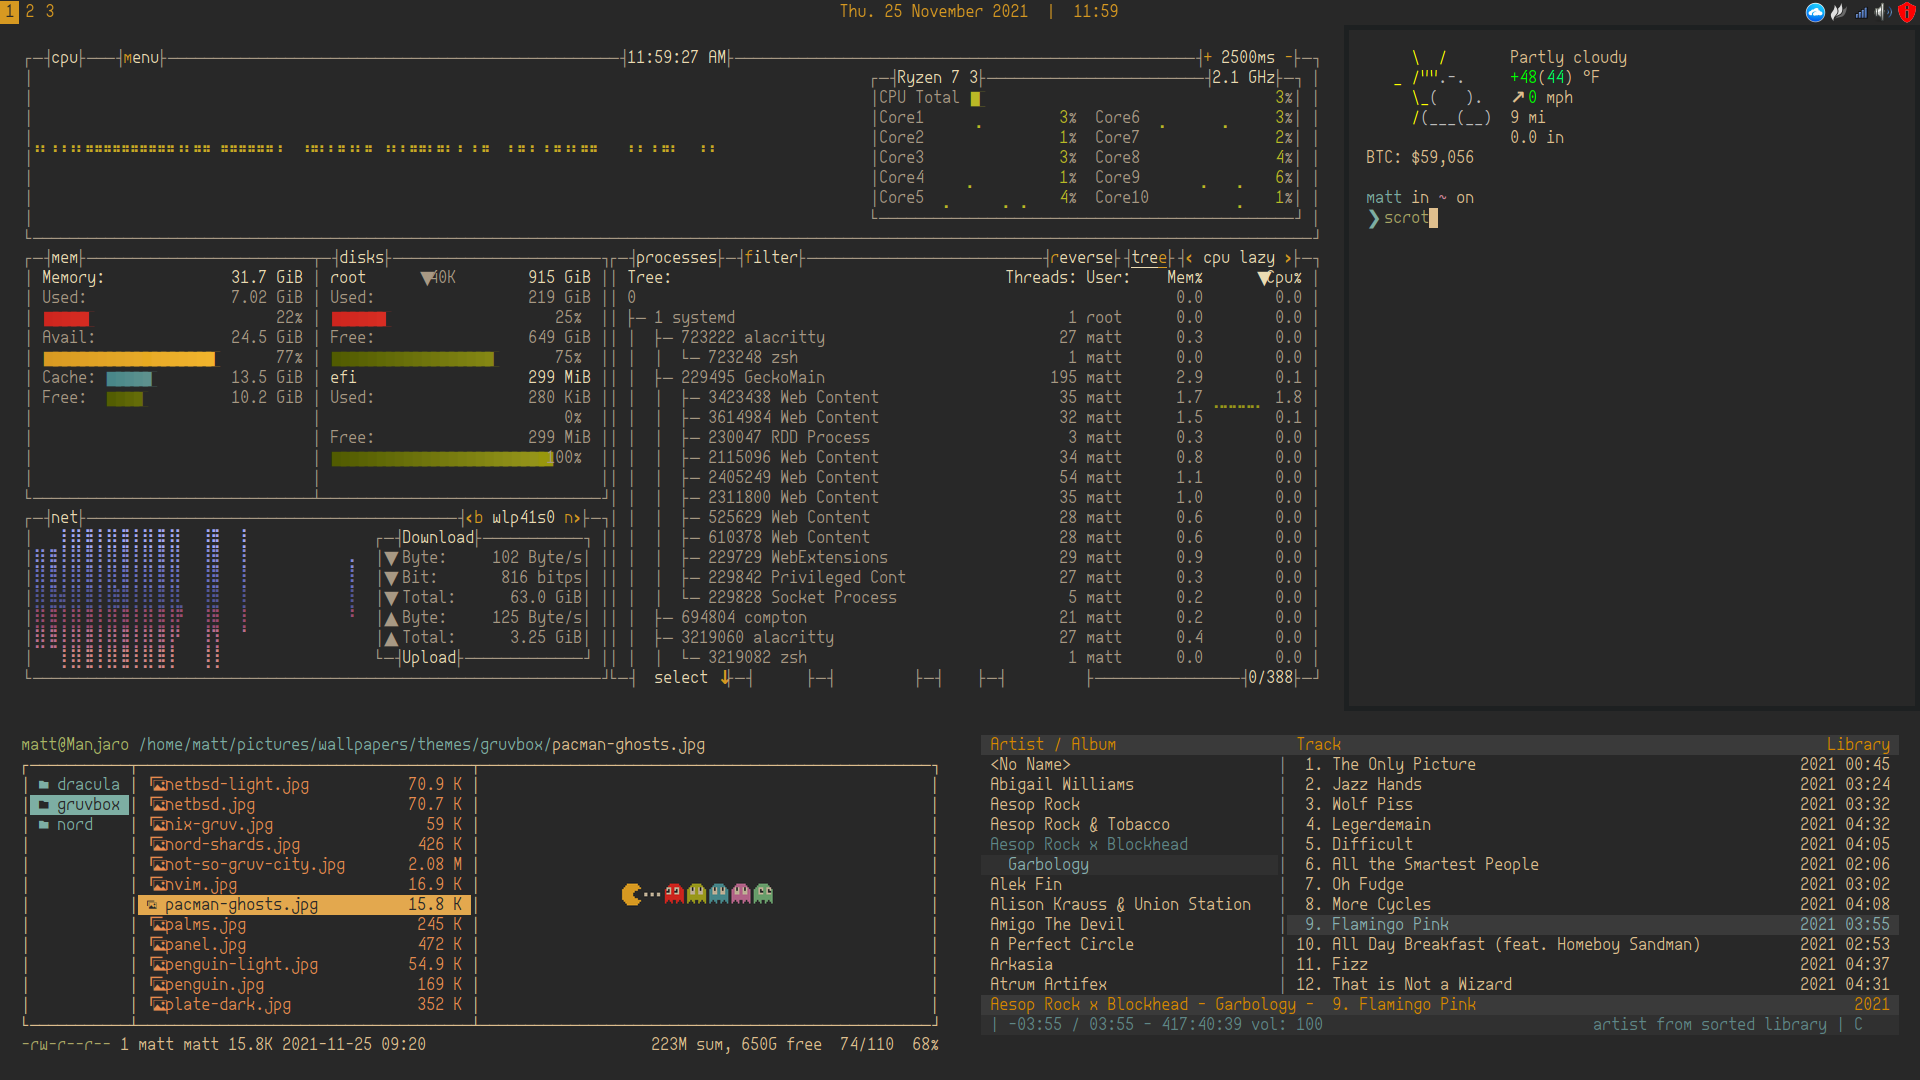 1 2 3
Thu. 25 November 2021 | 11:59
cpu menu 11:59:27 AM + 2500ms -
Ryzen 7 3 2.1 GHz
CPU Total 3%
Core1 3% Core6 3%
Core2 1% Core7 2%
Core3 3% Core8 4%
Core4 1% Core9 6%
Core5 4% Core10 1%
mem
Memory: 31.7 GiB
Used: 7.02 GiB
22%
Avail: 24.5 GiB
77%
Cache: 13.5 GiB
Free: 10.2 GiB
disks
root ▼40K 915 GiB
Used: 219 GiB
25%
Free: 649 GiB
75%
efi 299 MiB
Used: 280 KiB
0%
Free: 299 MiB
100%
net <b wlp41s0 n>
Download
▼ Byte: 102 Byte/s
▼ Bit: 816 bitps
▼ Total: 63.0 GiB
▲ Byte: 125 Byte/s
▲ Total: 3.25 GiB
Upload
processes filter reverse tree < cpu lazy >
Tree: Threads: User: Mem% ▼Cpu%
0 0.0 0.0
1 systemd 1 root 0.0 0.0
723222 alacritty 27 matt 0.3 0.0
723248 zsh 1 matt 0.0 0.0
229495 GeckoMain 195 matt 2.9 0.1
3423438 Web Content 35 matt 1.7 1.8
3614984 Web Content 32 matt 1.5 0.1
230047 RDD Process 3 matt 0.3 0.0
2115096 Web Content 34 matt 0.8 0.0
2405249 Web Content 54 matt 1.1 0.0
2311800 Web Content 35 matt 1.0 0.0
525629 Web Content 28 matt 0.6 0.0
610378 Web Content 28 matt 0.6 0.0
229729 WebExtensions 29 matt 0.9 0.0
229842 Privileged Cont 27 matt 0.3 0.0
229828 Socket Process 5 matt 0.2 0.0
694804 compton 21 matt 0.2 0.0
3219060 alacritty 27 matt 0.4 0.0
3219082 zsh 1 matt 0.0 0.0
select ↓ 0/388
Partly cloudy
+48(44) °F
↗ 0 mph
9 mi
0.0 in
BTC: $59,056
matt in ~ on
❯ scrot
matt@Manjaro /home/matt/pictures/wallpapers/themes/gruvbox/pacman-ghosts.jpg
dracula
gruvbox
nord
netbsd-light.jpg 70.9 K
netbsd.jpg 70.7 K
nix-gruv.jpg 59 K
nord-shards.jpg 426 K
not-so-gruv-city.jpg 2.08 M
nvim.jpg 16.9 K
pacman-ghosts.jpg 15.8 K
palms.jpg 245 K
panel.jpg 472 K
penguin-light.jpg 54.9 K
penguin.jpg 169 K
plate-dark.jpg 352 K
-rw-r--r-- 1 matt matt 15.8K 2021-11-25 09:20 223M sum, 650G free 74/110 68%
Artist / Album
<No Name>
Abigail Williams
Aesop Rock
Aesop Rock & Tobacco
Aesop Rock x Blockhead
Garbology
Alek Fin
Alison Krauss & Union Station
Amigo The Devil
A Perfect Circle
Arkasia
Atrum Artifex
Track Library
1. The Only Picture 2021 00:45
2. Jazz Hands 2021 03:24
3. Wolf Piss 2021 03:32
4. Legerdemain 2021 04:32
5. Difficult 2021 04:05
6. All the Smartest People 2021 02:06
7. Oh Fudge 2021 03:02
8. More Cycles 2021 04:08
9. Flamingo Pink 2021 03:55
10. All Day Breakfast (feat. Homeboy Sandman) 2021 02:53
11. Fizz 2021 04:37
12. That is Not a Wizard 2021 04:31
Aesop Rock x Blockhead - Garbology - 9. Flamingo Pink 2021
| -03:55 / 03:55 - 417:40:39 vol: 100 artist from sorted library | C